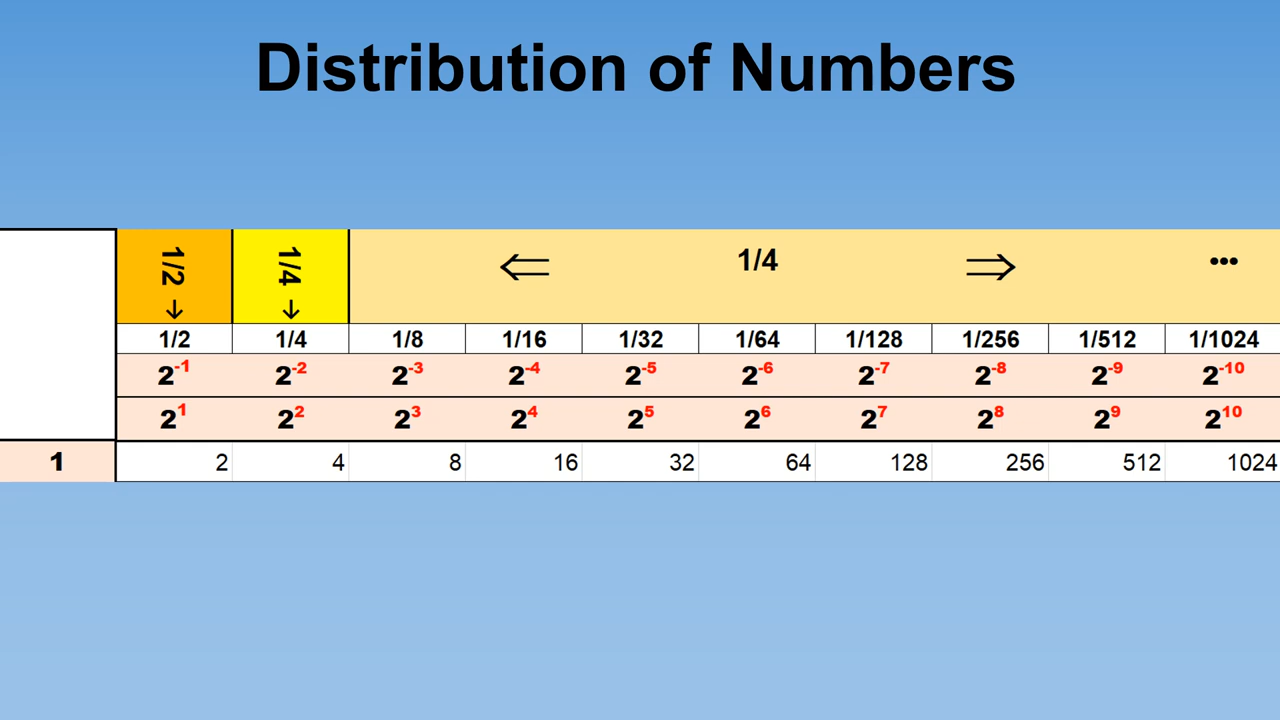 Distribution of Numbers
1/2 ↓ 1/4 ↓ ⇐ 1/4 ⇒ •••
1/2 1/4 1/8 1/16 1/32 1/64 1/128 1/256 1/512 1/1024
2⁻¹ 2⁻² 2⁻³ 2⁻⁴ 2⁻⁵ 2⁻⁶ 2⁻⁷ 2⁻⁸ 2⁻⁹ 2⁻¹⁰
2¹ 2² 2³ 2⁴ 2⁵ 2⁶ 2⁷ 2⁸ 2⁹ 2¹⁰
1 2 4 8 16 32 64 128 256 512 1024